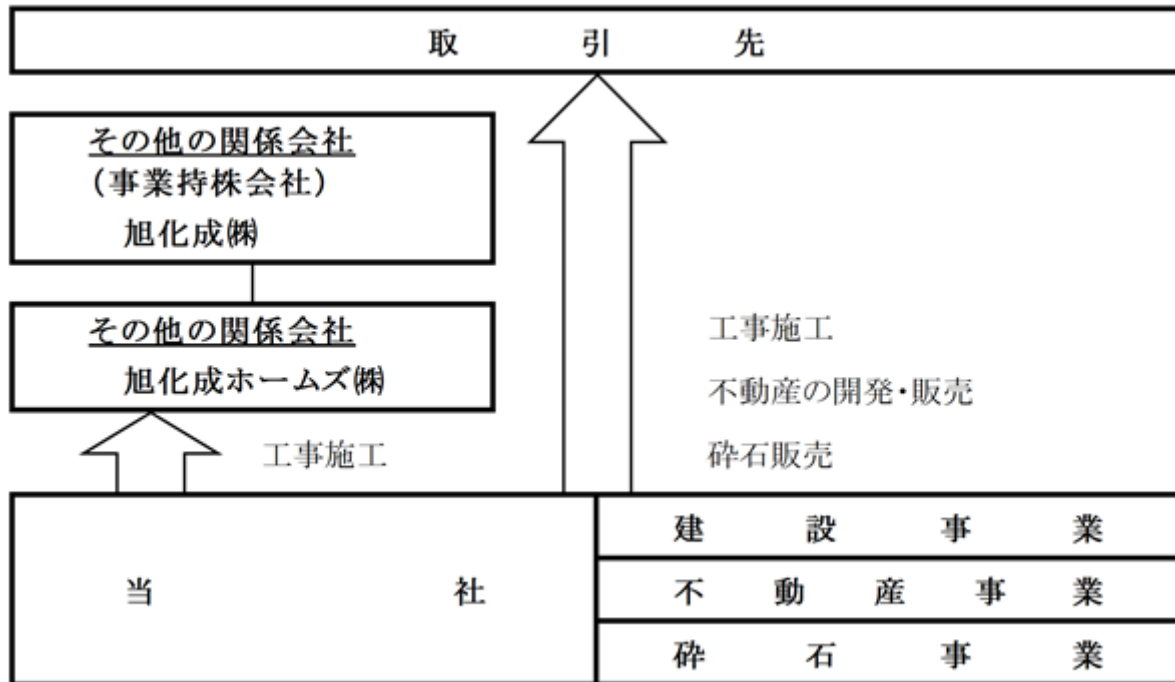 取引先
その他の関係会社
（事業持株会社）
旭化成㈱
その他の関係会社
旭化成ホームズ㈱
工事施工
工事施工
不動産の開発・販売
砕石販売
当社
建設事業
不動産事業
砕石事業